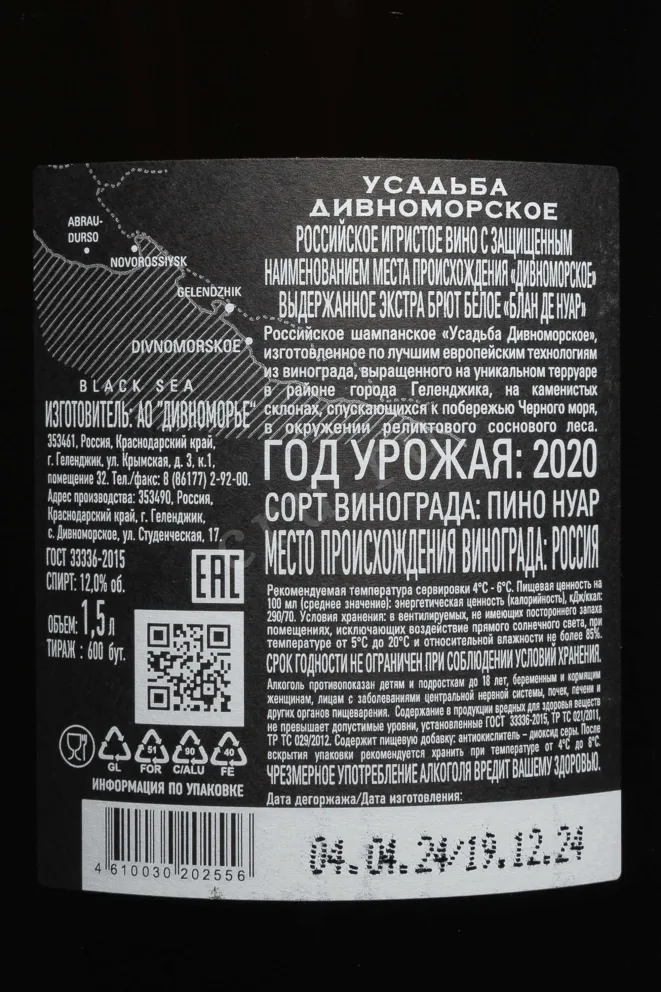 УСАДЬБА
ДИВНОМОРСКОЕ
РОССИЙСКОЕ ИГРИСТОЕ ВИНО С ЗАЩИЩЕННЫМ
НАИМЕНОВАНИЕМ МЕСТА ПРОИСХОЖДЕНИЯ «ДИВНОМОРСКОЕ»
ВЫДЕРЖАННОЕ ЭКСТРА БРЮТ БЕЛОЕ «БЛАН ДЕ НУАР»
Российское шампанское «Усадьба Дивноморское»,
изготовленное по лучшим европейским технологиям
из винограда, выращенного на уникальном терруаре
в районе города Геленджика, на каменистых
склонах, спускающихся к побережью Черного моря,
в окружении реликтового соснового леса.
ГОД УРОЖАЯ: 2020
СОРТ ВИНОГРАДА: ПИНО НУАР
МЕСТО ПРОИСХОЖДЕНИЯ ВИНОГРАДА: РОССИЯ
Рекомендуемая температура сервировки 4°С - 6°С. Пищевая ценность на
100 мл (среднее значение): энергетическая ценность (калорийность), кДж/ккал:
290/70. Условия хранения: в вентилируемых, не имеющих постороннего запаха
помещениях, исключающих воздействие прямого солнечного света, при
температуре от 5°С до 20°С и относительной влажности не более 85%.
СРОК ГОДНОСТИ НЕ ОГРАНИЧЕН ПРИ СОБЛЮДЕНИИ УСЛОВИЙ ХРАНЕНИЯ.
Алкоголь противопоказан детям и подросткам до 18 лет, беременным и кормящим
женщинам, лицам с заболеваниями центральной нервной системы, почек, печени и
других органов пищеварения. Содержание в продукции вредных для здоровья веществ
не превышает допустимые уровни, установленные ГОСТ 33336-2015, ТР ТС 021/2011,
ТР ТС 029/2012. Содержит пищевую добавку: антиокислитель – диоксид серы. После
вскрытия упаковки рекомендуется хранить при температуре от 4°С до 8°С.
ЧРЕЗМЕРНОЕ УПОТРЕБЛЕНИЕ АЛКОГОЛЯ ВРЕДИТ ВАШЕМУ ЗДОРОВЬЮ.
Дата дегоржажа/Дата изготовления:
04.04.24/19.12.24
ABRAU-
DURSO
NOVOROSSIYSK
GELENDZHIK
DIVNOMORSKOE
BLACK SEA
ИЗГОТОВИТЕЛЬ: АО "ДИВНОМОРЬЕ"
353461, Россия, Краснодарский край,
г. Геленджик, ул. Крымская, д. 3, к.1,
помещение 32. Тел./факс: 8 (86177) 2-92-00.
Адрес производства: 353490, Россия,
Краснодарский край, г. Геленджик,
с. Дивноморское, ул. Студенческая, 17.
ГОСТ 33336-2015
СПИРТ: 12,0% об.
EAC
ОБЪЕМ: 1,5 л
ТИРАЖ : 600 бут.
51
90
40
GL
FOR
C/ALU
FE
ИНФОРМАЦИЯ ПО УПАКОВКЕ
4 610030 202556